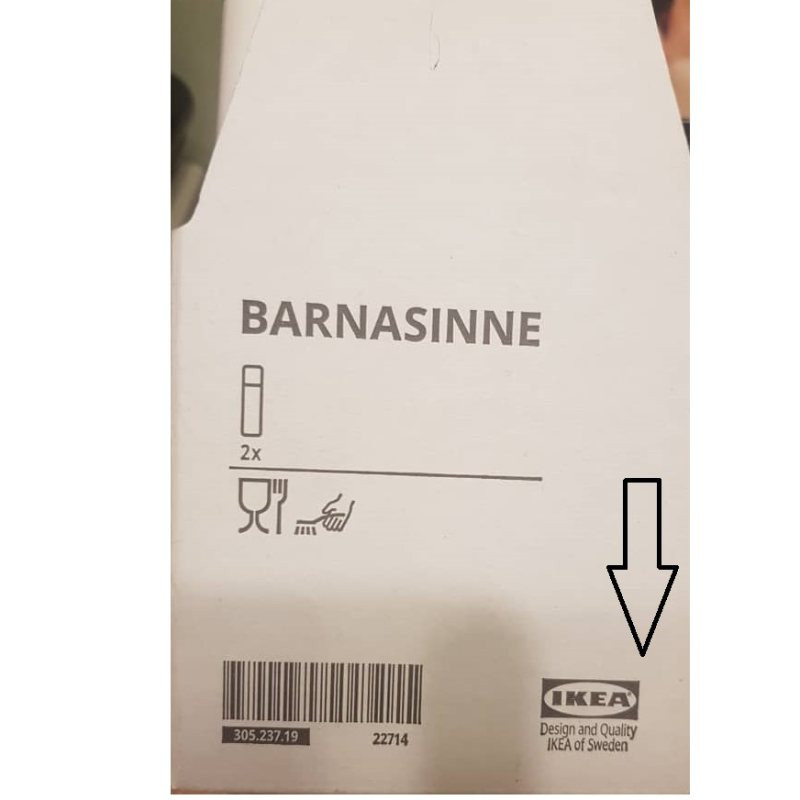 BARNASINNE
2x
305.237.19
22714
IKEA®
Design and Quality
IKEA of Sweden